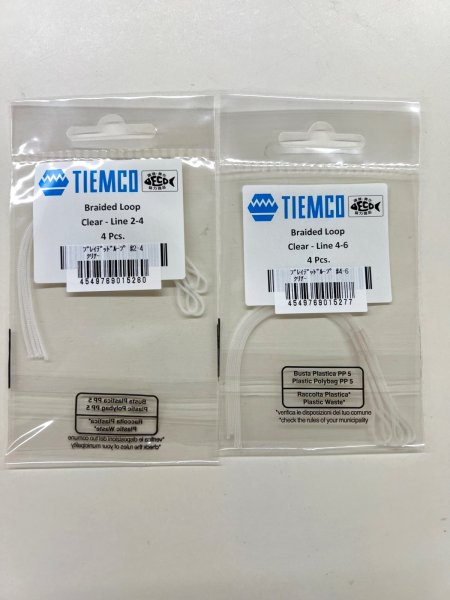 TIEMCO
Braided Loop
Clear - Line 2-4
4 Pcs.
ﾌﾞﾚｲﾃﾞｯﾄﾞﾙｰﾌﾟ #2-4
ｸﾘｱｰ
4549769015260
Busta Plastica PP 5
Plastic Polybag PP 5
Raccolta Plastica*
Plastic Waste*
*verifica le disposizioni del tuo comune
*check the rules of your municipality
TIEMCO
Braided Loop
Clear - Line 4-6
4 Pcs.
ﾌﾞﾚｲﾃﾞｯﾄﾞﾙｰﾌﾟ #4-6
ｸﾘｱｰ
4549769015277
Busta Plastica PP 5
Plastic Polybag PP 5
Raccolta Plastica*
Plastic Waste*
*verifica le disposizioni del tuo comune
*check the rules of your municipality